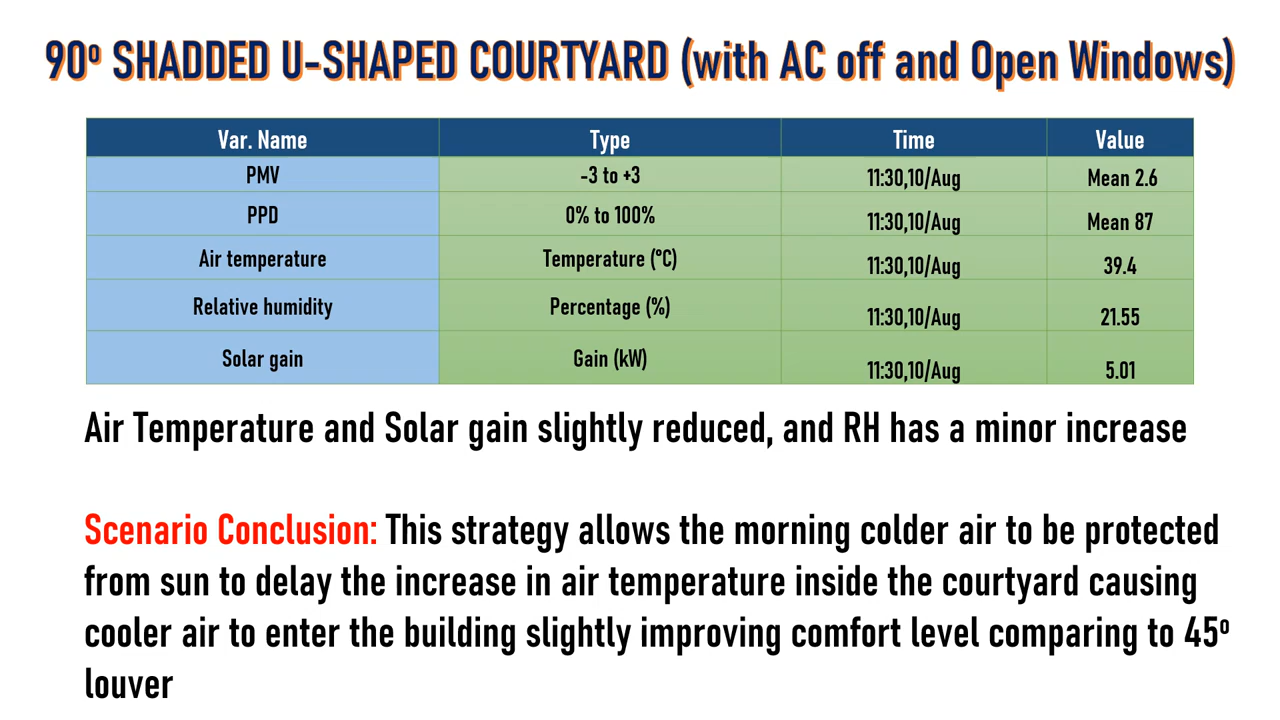 90º SHADDED U-SHAPED COURTYARD (with AC off and Open Windows)
Var. Name Type Time Value
PMV -3 to +3 11:30,10/Aug Mean 2.6
PPD 0% to 100% 11:30,10/Aug Mean 87
Air temperature Temperature (°C) 11:30,10/Aug 39.4
Relative humidity Percentage (%) 11:30,10/Aug 21.55
Solar gain Gain (kW) 11:30,10/Aug 5.01
Air Temperature and Solar gain slightly reduced, and RH has a minor increase
Scenario Conclusion: This strategy allows the morning colder air to be protected
from sun to delay the increase in air temperature inside the courtyard causing
cooler air to enter the building slightly improving comfort level comparing to 45º
louver